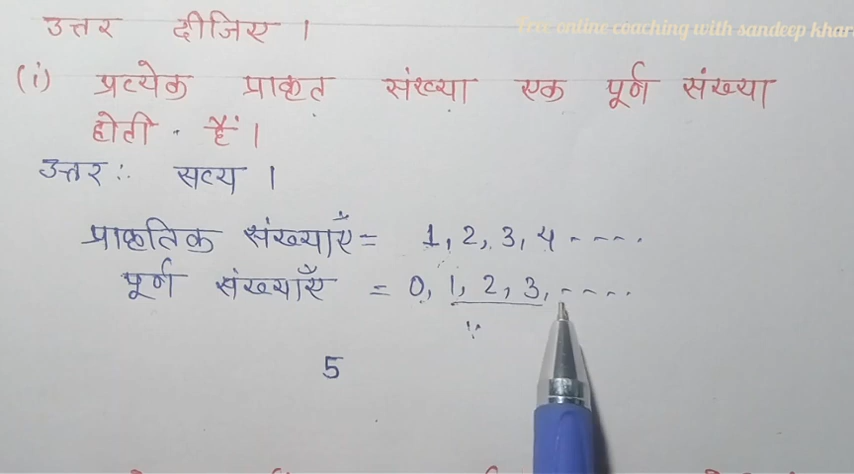 उत्तर दीजिए ।
Free online coaching with sandeep khar
(i) प्रत्येक प्राकृत संख्या एक पूर्ण संख्या
होती है ।
उत्तर :- सत्य ।
प्राकृतिक संख्याएँ = 1, 2, 3, 4 - - - -
पूर्ण संख्याएँ = 0, 1, 2, 3, - - - -
5